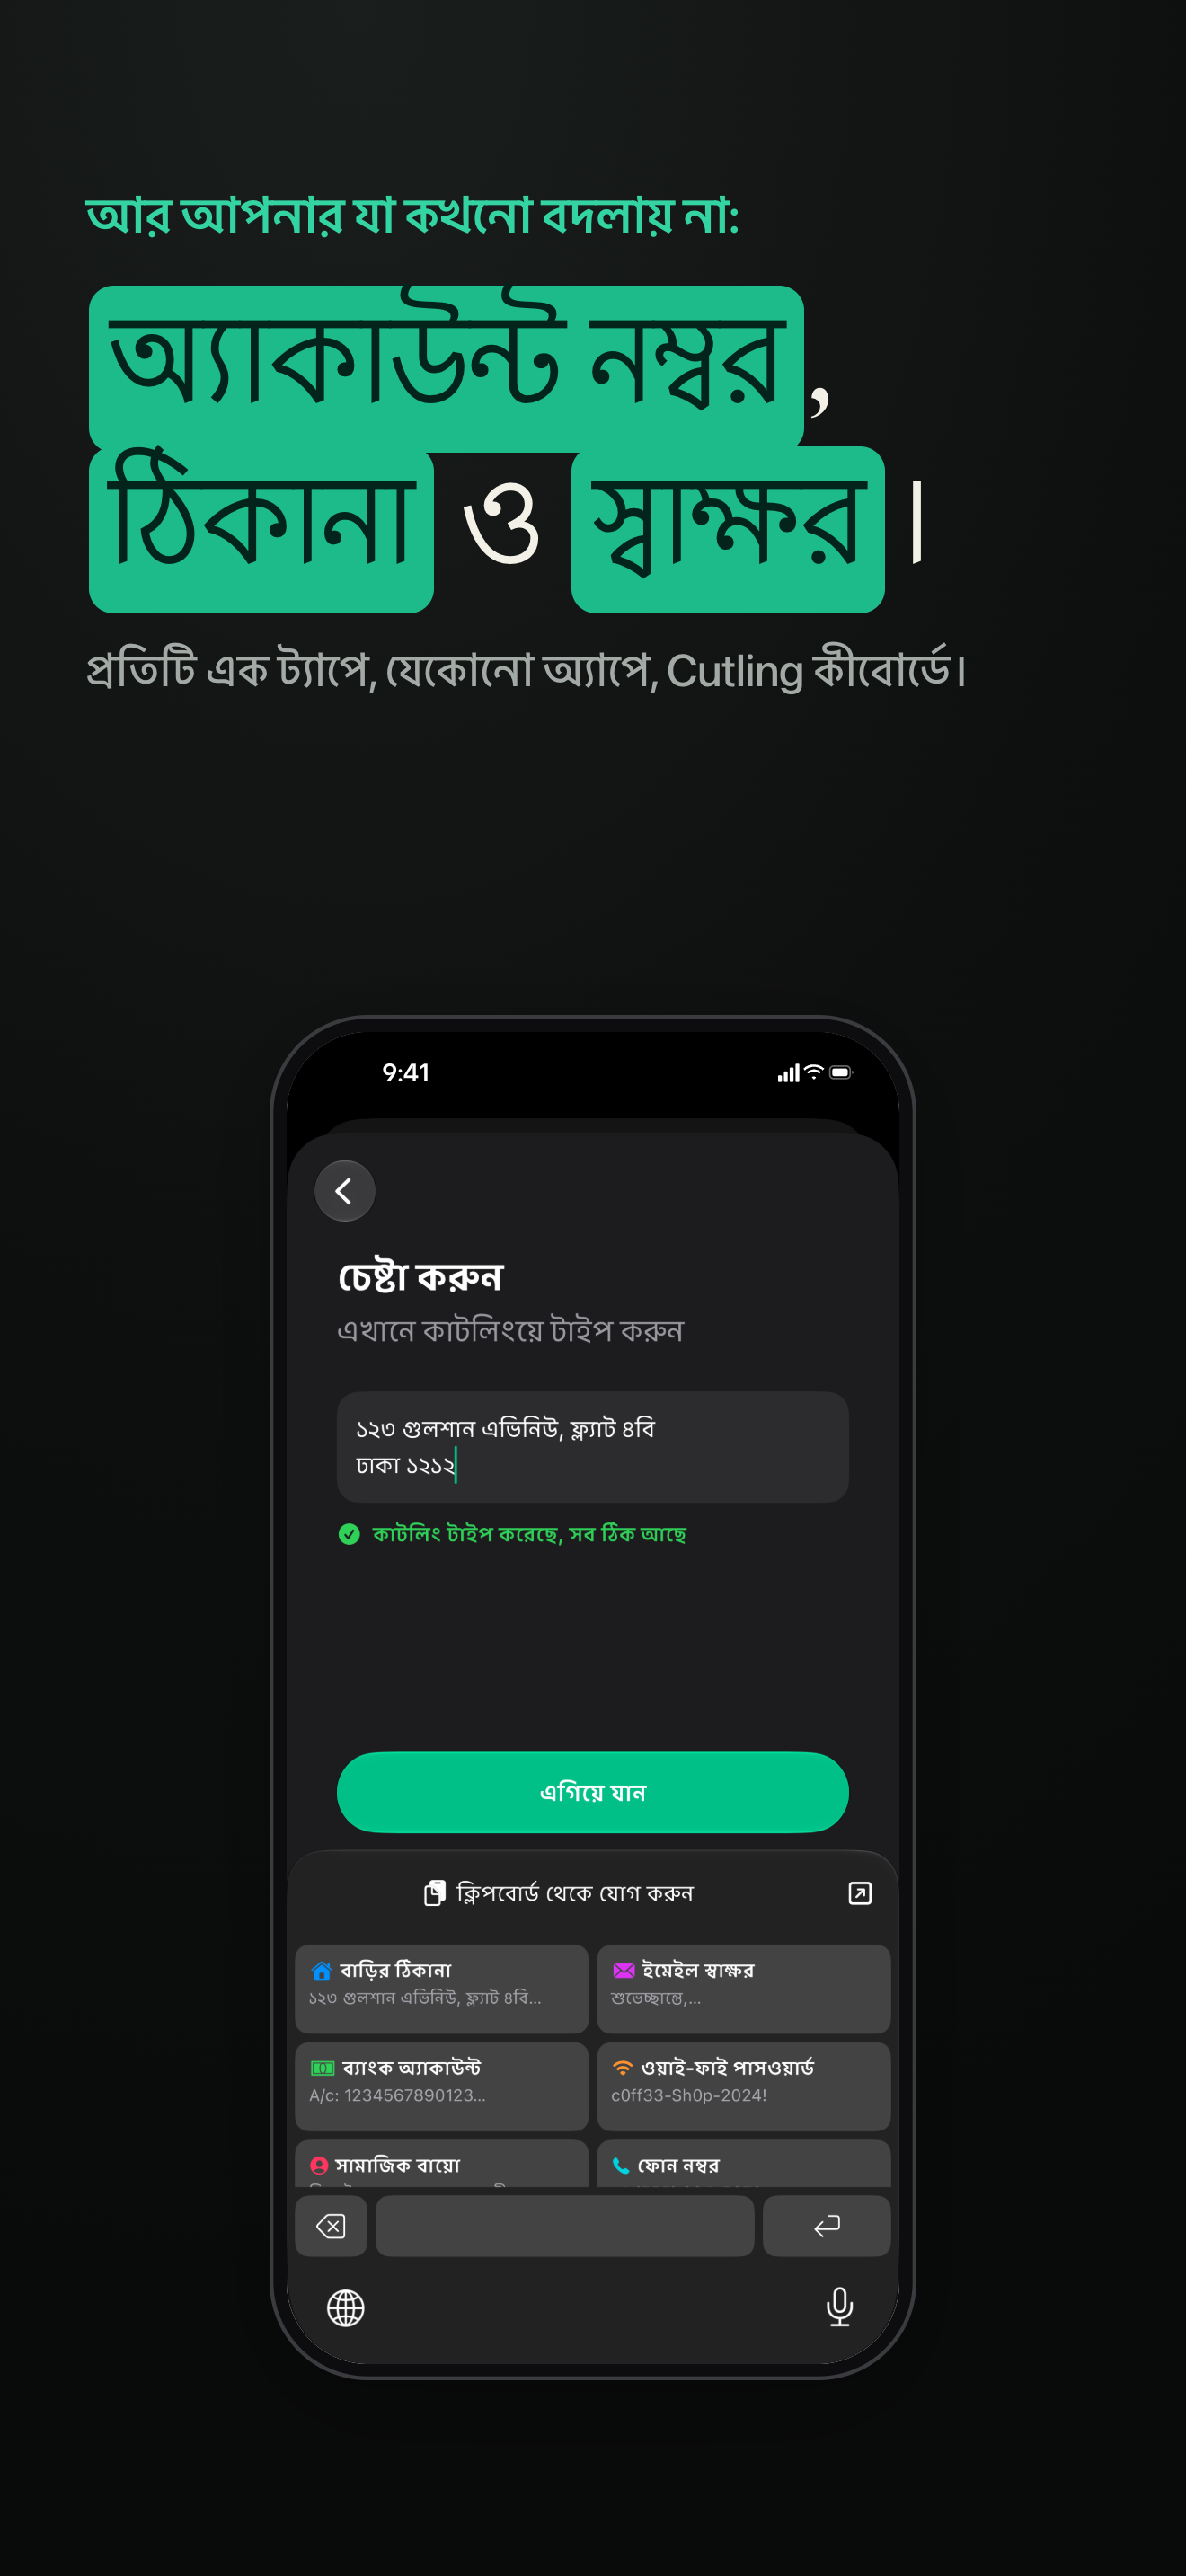 আর আপনার যা কখনো বদলায় না:
অ্যাকাউন্ট নম্বর,
ঠিকানা ও স্বাক্ষর।
প্রতিটি এক ট্যাপে, যেকোনো অ্যাপে, Cutling কীবোর্ডে।
9:41
চেষ্টা করুন
এখানে কাটলিংয়ে টাইপ করুন
১২৩ গুলশান এভিনিউ, ফ্ল্যাট ৪বি
ঢাকা ১২১২
কাটলিং টাইপ করেছে, সব ঠিক আছে
এগিয়ে যান
ক্লিপবোর্ড থেকে যোগ করুন
বাড়ির ঠিকানা
১২৩ গুলশান এভিনিউ, ফ্ল্যাট ৪বি...
ইমেইল স্বাক্ষর
শুভেচ্ছান্তে,...
ব্যাংক অ্যাকাউন্ট
A/c: 1234567890123...
ওয়াই-ফাই পাসওয়ার্ড
c0ff33-Sh0p-2024!
সামাজিক বায়ো
ফোন নম্বর